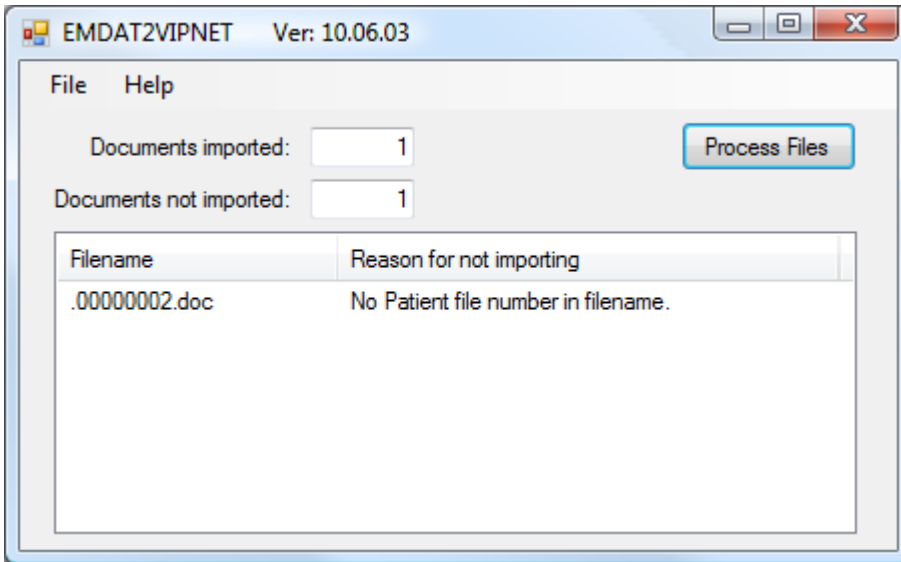 EMDAT2VIPNET Ver: 10.06.03
File Help
Documents imported: 1 Process Files
Documents not imported: 1
Filename Reason for not importing
.00000002.doc No Patient file number in filename.